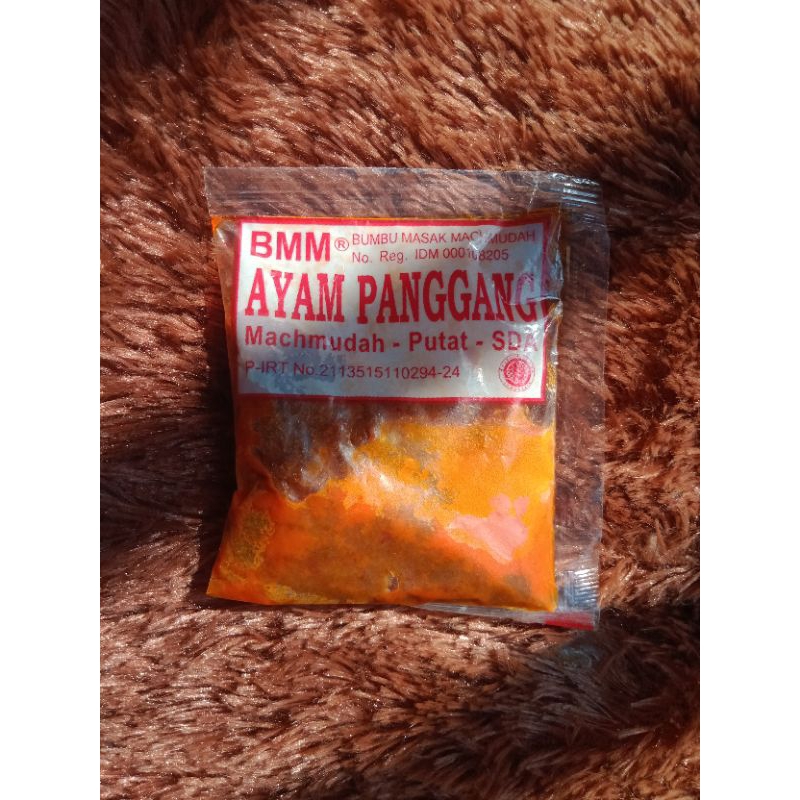 BMM® BUMBU MASAK MACHMUDAH
No. Reg. IDM 000168205
AYAM PANGGANG
Machmudah - Putat - SDA
P-IRT No.2113515110294-24